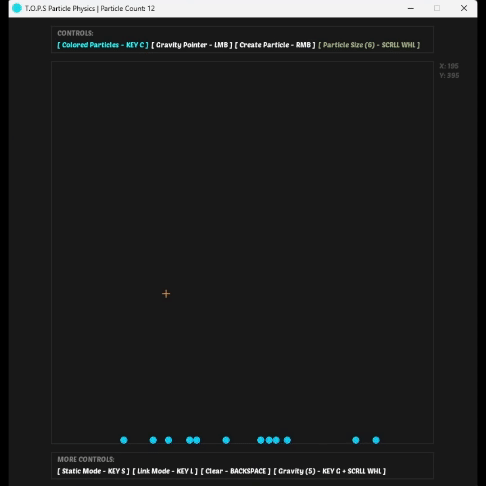 T.O.P.S Particle Physics | Particle Count: 12
CONTROLS:
[ Colored Particles - KEY C ] [ Gravity Pointer - LMB ] [ Create Particle - RMB ] [ Particle Size (6) - SCRLL WHL ]
X: 195
Y: 395
MORE CONTROLS:
[ Static Mode - KEY S ] [ Link Mode - KEY L ] [ Clear - BACKSPACE ] [ Gravity (5) - KEY G + SCRLL WHL ]